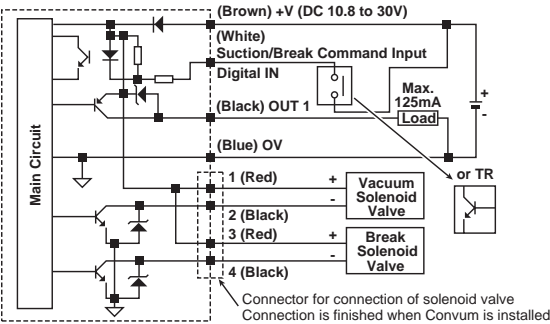 (Brown) +V (DC 10.8 to 30V)
(White)
Suction/Break Command Input
Digital IN
Max.
125mA
Load
+
-
(Black) OUT 1
(Blue) OV
Main Circuit
or TR
1 (Red)
+
-
Vacuum
Solenoid
Valve
2 (Black)
3 (Red)
+
-
Break
Solenoid
Valve
4 (Black)
Connector for connection of solenoid valve
Connection is finished when Convum is installed